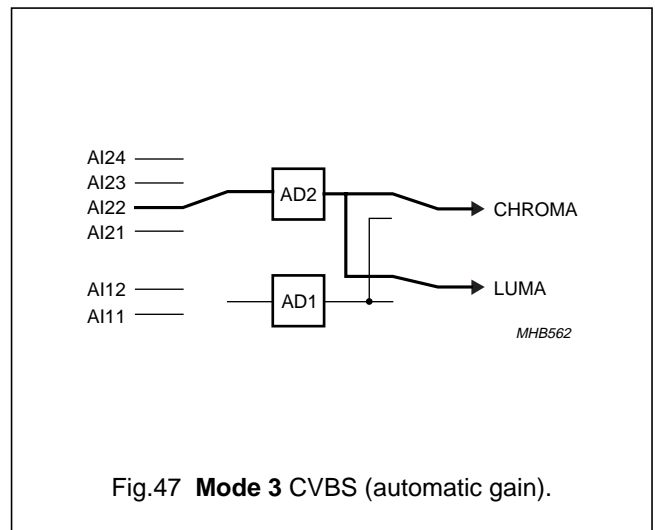 AI24
AI23
AI22
AI21
AD2
CHROMA
AI12
AI11
AD1
LUMA
MHB562
Fig.47 Mode 3 CVBS (automatic gain).